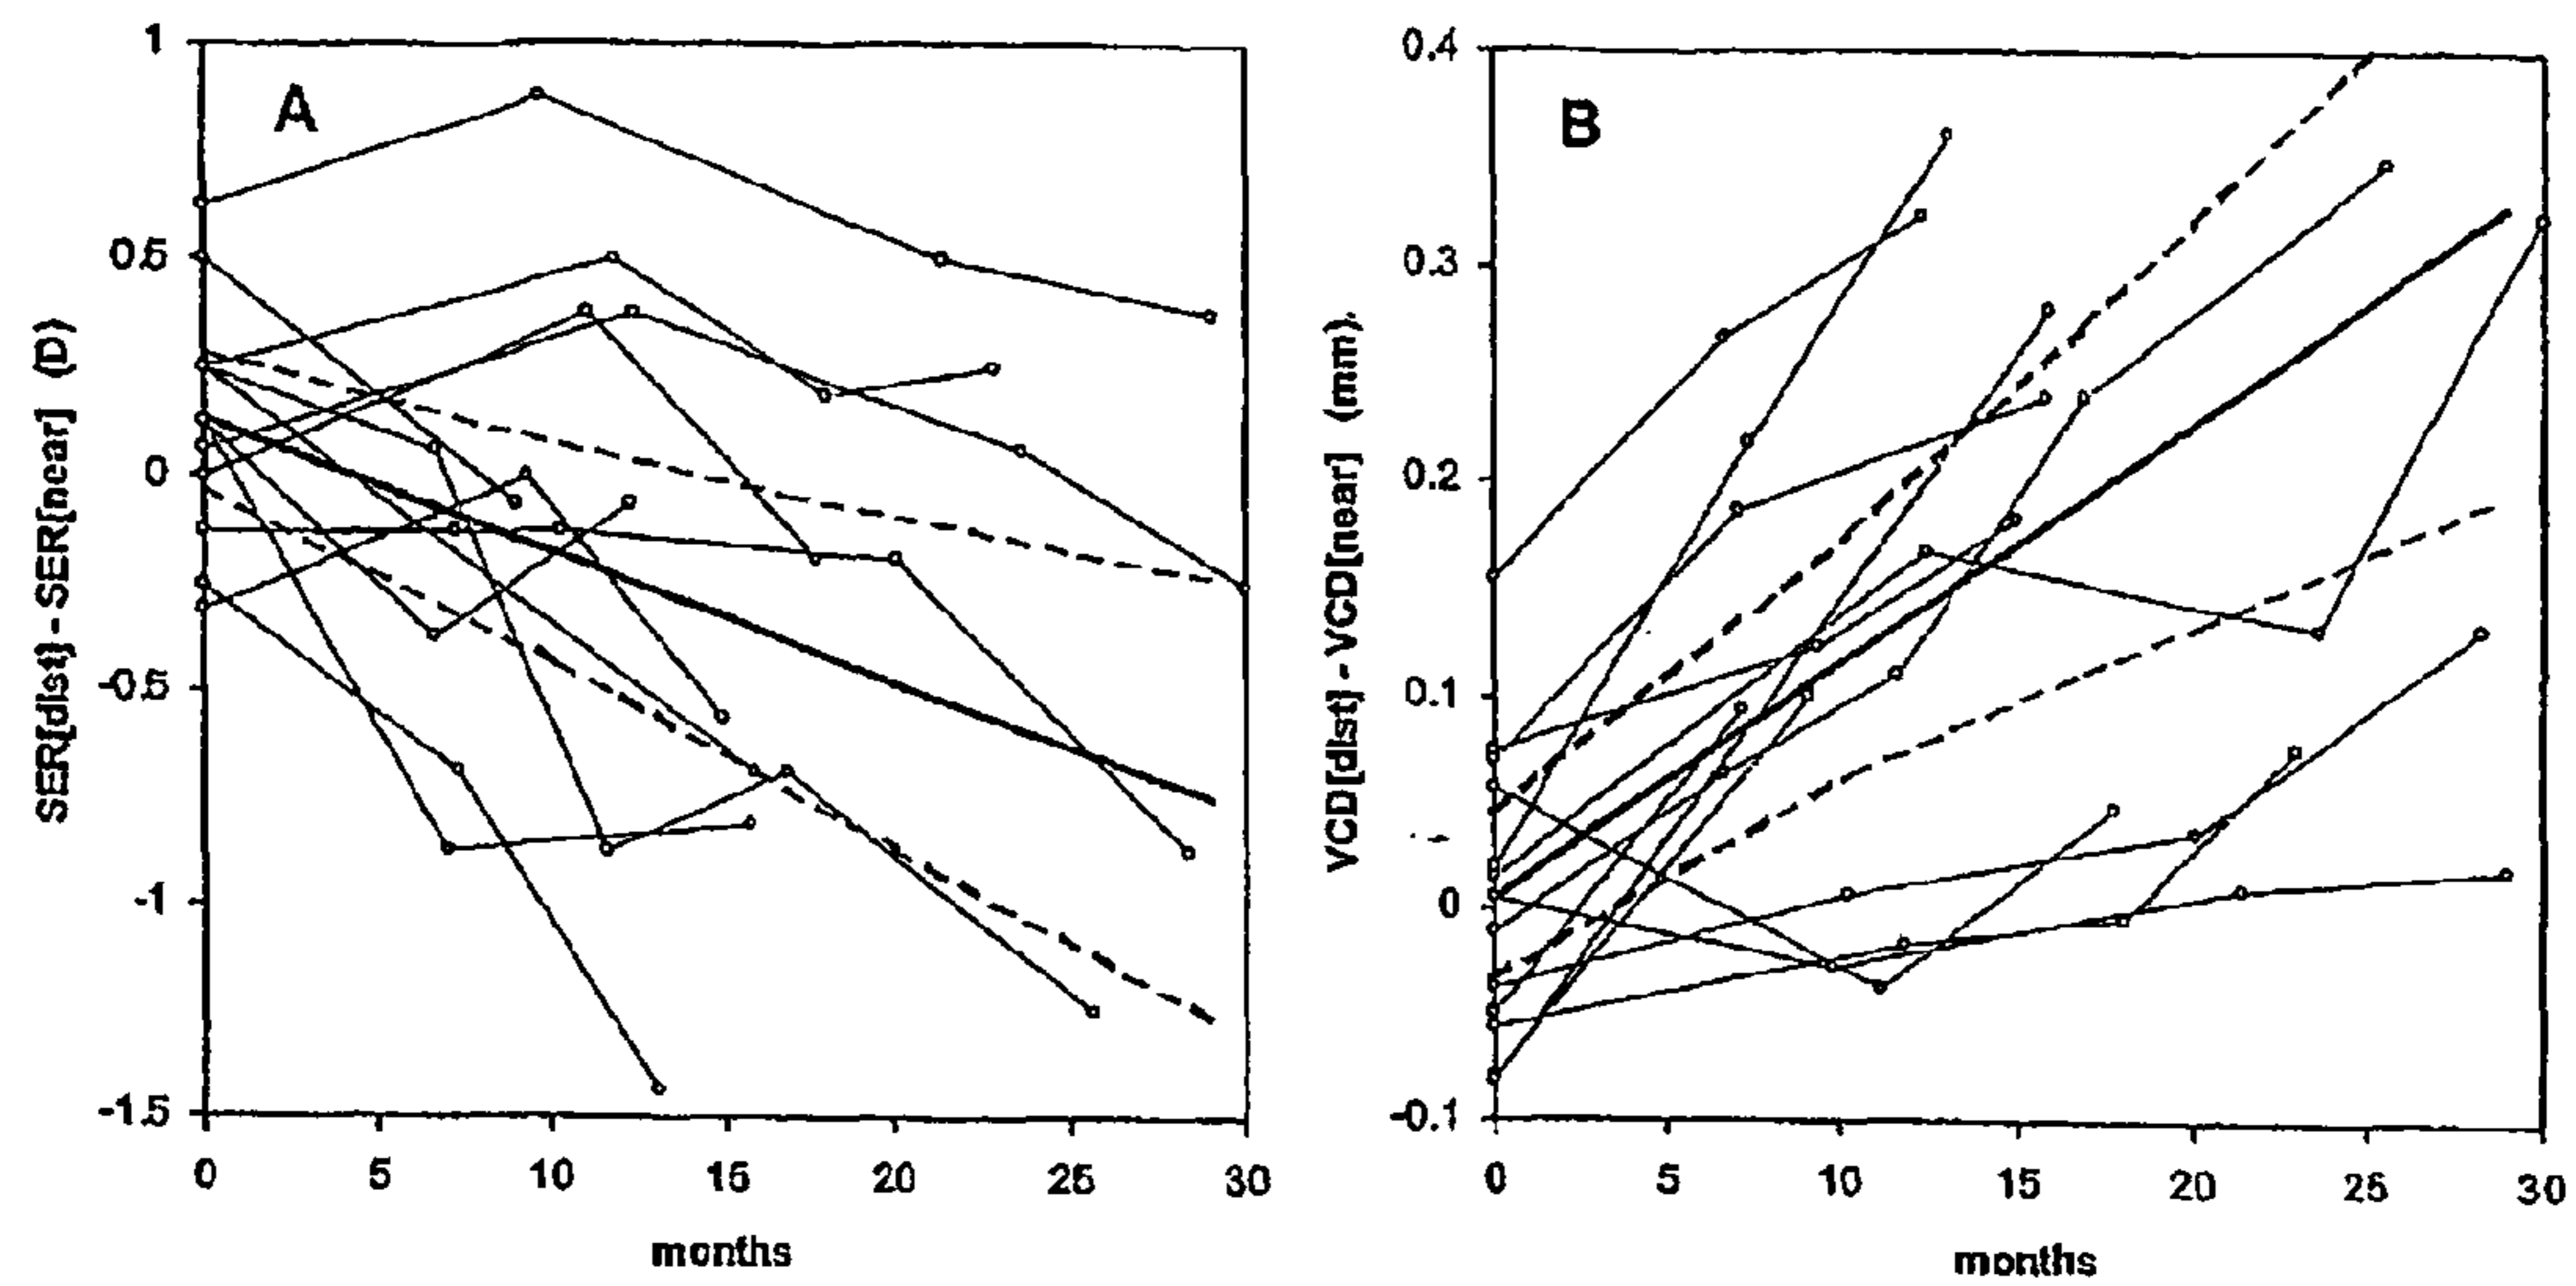 A
SER[dist] - SER[near] (D)
1
0.5
0
-0.5
-1
-1.5
0 5 10 15 20 25 30
months
B
VCD[dist] - VCD[near] (mm).
0.4
0.3
0.2
0.1
0
-0.1
0 5 10 15 20 25 30
months